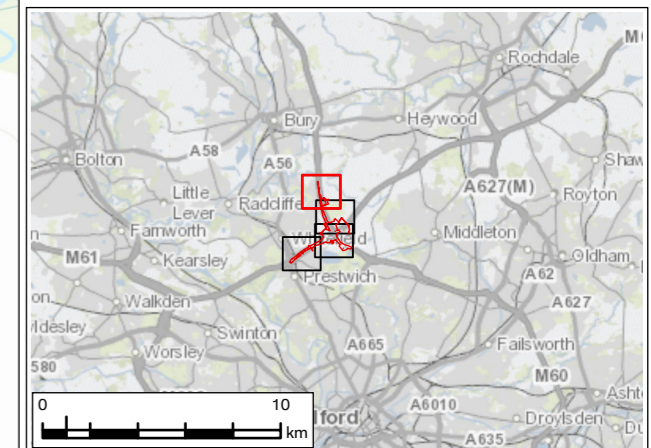 Rochdale
Bury
Heywood
Bolton
A58
A56
A627(M)
Shaw
Little
Lever
Radcliffe
Royton
Farnworth
Middleton
M61
Kearsley
Oldham
Prestwich
A62
Walkden
A627
Swinton
A665
Failsworth
Worsley
580
M60
0 10
km
A6010
Droylsden
A635